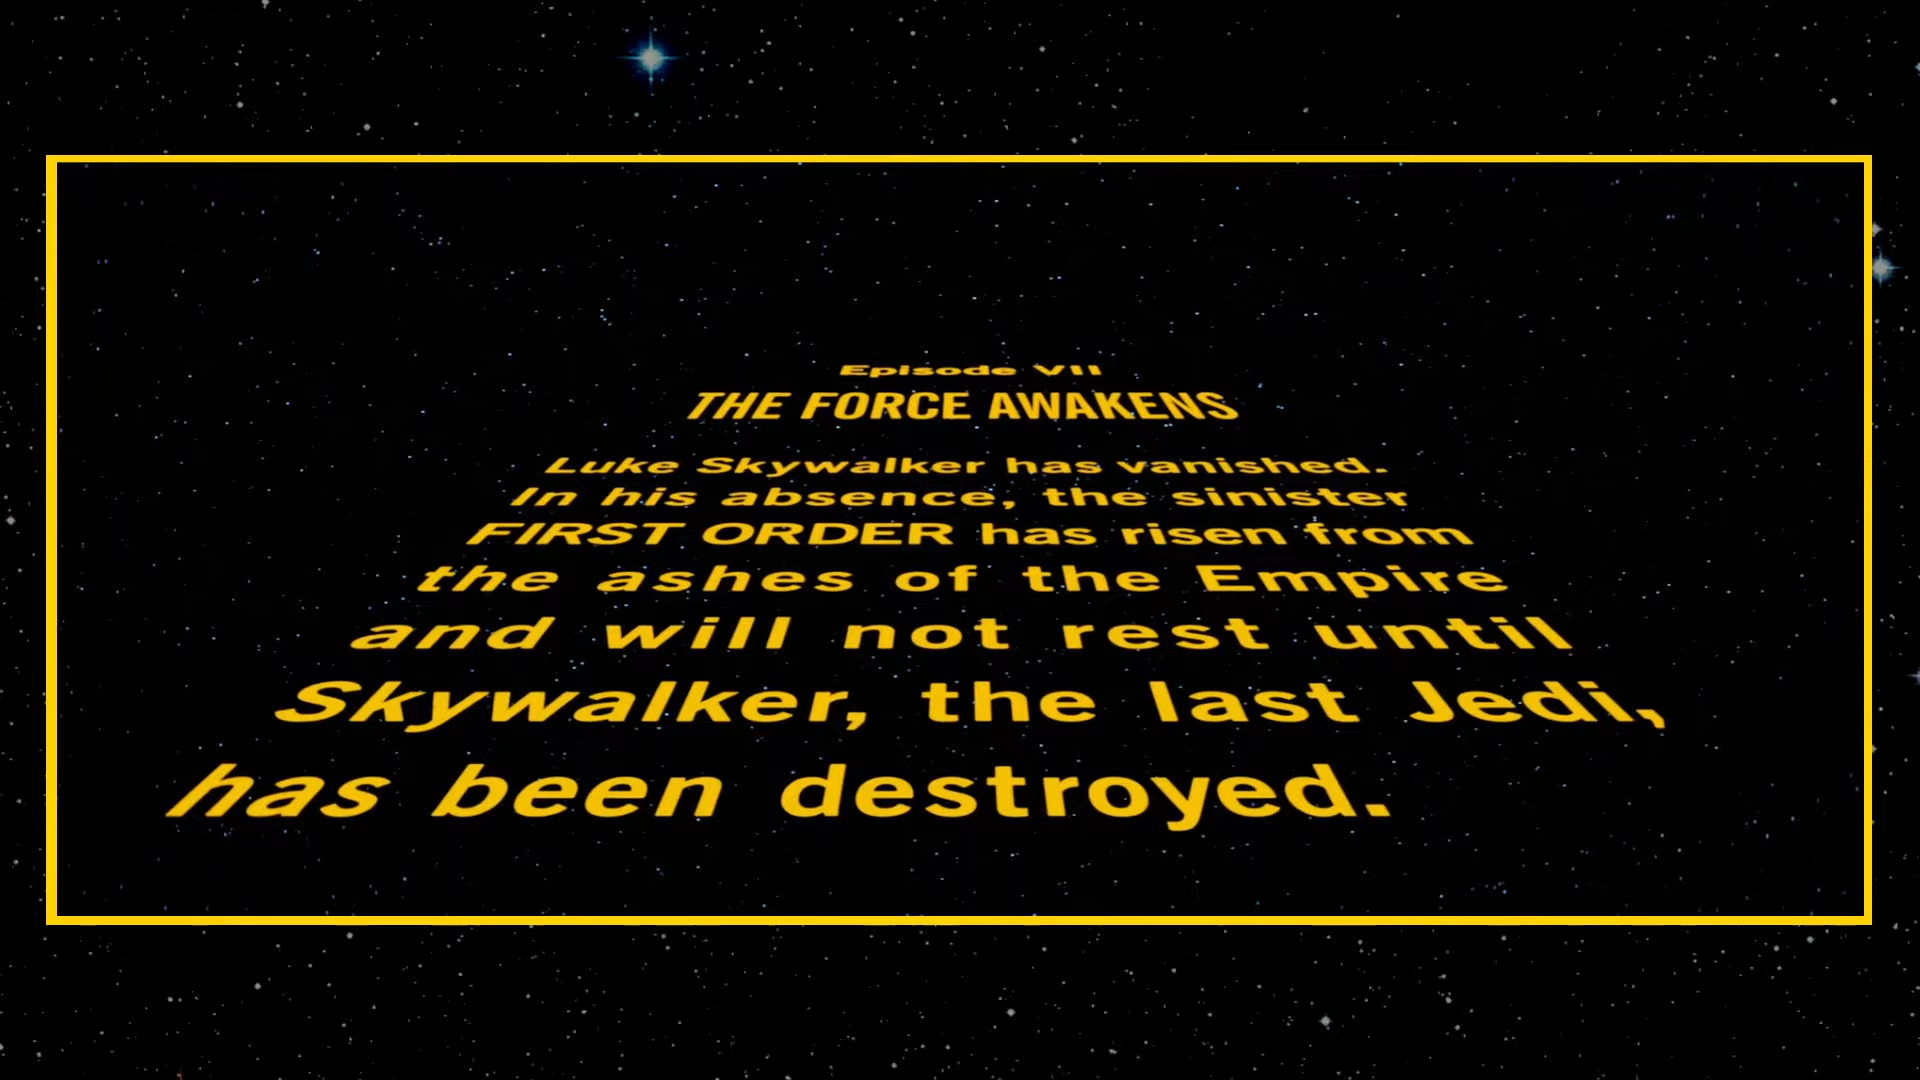 Episode VII
THE FORCE AWAKENS
Luke Skywalker has vanished.
In his absence, the sinister
FIRST ORDER has risen from
the ashes of the Empire
and will not rest until
Skywalker, the last Jedi,
has been destroyed.